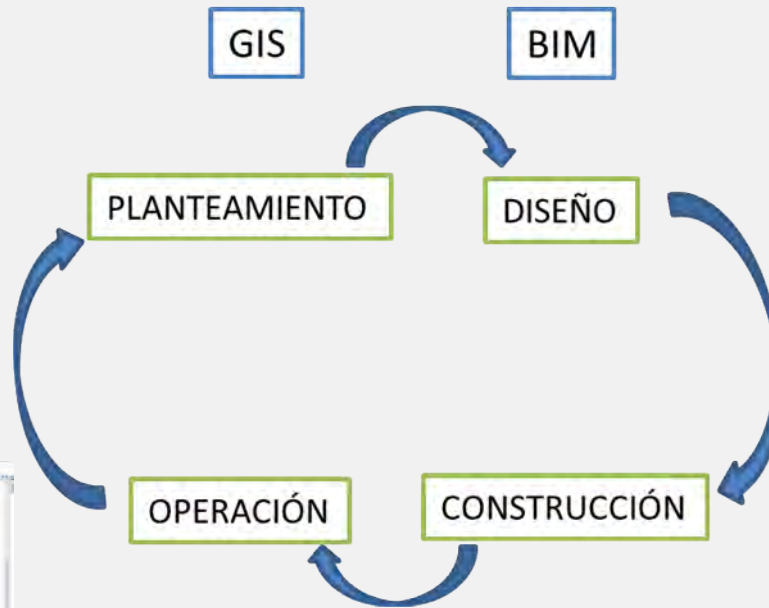 GIS
BIM
PLANTEAMIENTO
DISEÑO
OPERACIÓN
CONSTRUCCIÓN